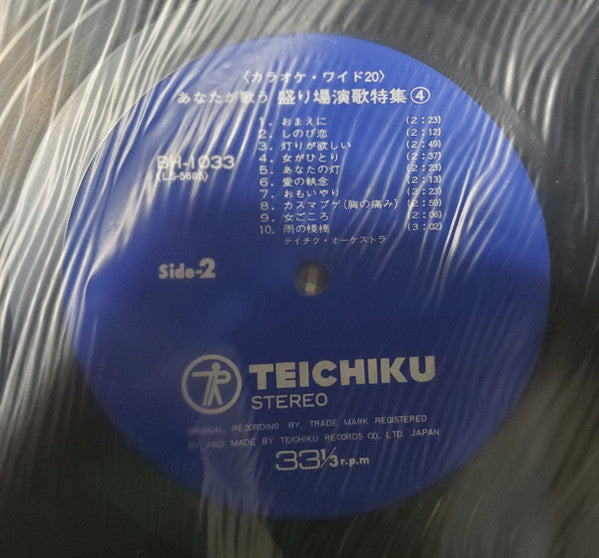 〈カラオケ・ワイド20〉
あなたが歌う 盛り場演歌特集④
1. おまえに (2:23)
2. しのび恋 (2:12)
3. 灯りが欲しい (2:49)
4. 女がひとり (2:37)
5. あなたの灯 (2:23)
6. 愛の執念 (2:13)
7. おもいやり (2:23)
8. カスマプゲ(胸の痛み) (2:59)
9. 女ごころ (2:06)
10. 雨の桟橋 (3:02)
テイチク・オーケストラ
BH-1033
(LS-5685)
Side-2
TEICHIKU
STEREO
ORIGINAL RECORDING BY, TRADE MARK REGISTERED
BY, AND MADE BY TEICHIKU RECORDS CO., LTD. JAPAN
33 1/3 r.p.m